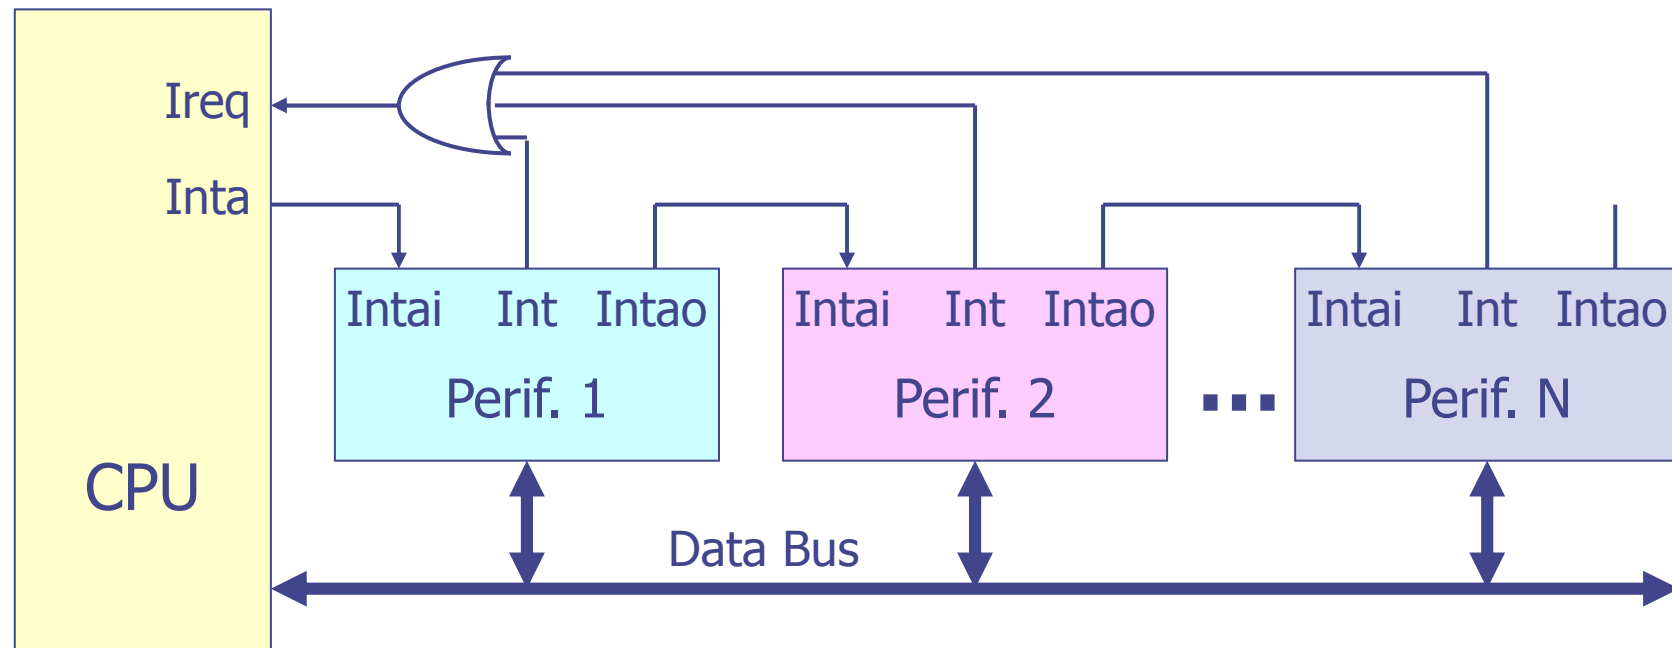 Ireq
Inta
Intai Int Intao
Intai Int Intao
Intai Int Intao
Perif. 1
Perif. 2
...
Perif. N
CPU
Data Bus